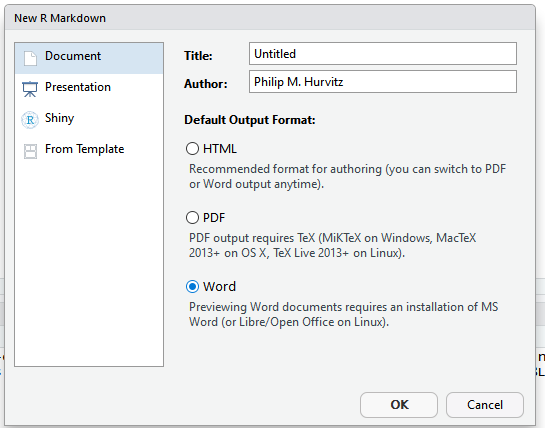 New R Markdown
Document
Presentation
Shiny
From Template
Title: Untitled
Author: Philip M. Hurvitz
Default Output Format:
HTML
Recommended format for authoring (you can switch to PDF
or Word output anytime).
PDF
PDF output requires TeX (MiKTeX on Windows, MacTeX
2013+ on OS X, TeX Live 2013+ on Linux).
Word
Previewing Word documents requires an installation of MS
Word (or Libre/Open Office on Linux).
OK Cancel